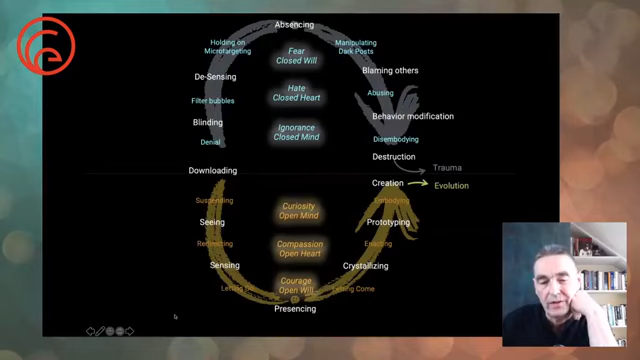 Absencing
Holding on
Microtargeting
Fear
Closed Will
Manipulating
Dark Posts
De-Sensing
Blaming others
Hate
Closed Heart
Filter bubbles
Abusing
Blinding
Behavior modification
Ignorance
Closed Mind
Denial
Disembodying
Destruction
Downloading
Trauma
Creation
Evolution
Suspending
Curiosity
Open Mind
Embodying
Seeing
Prototyping
Redirecting
Compassion
Open Heart
Enacting
Sensing
Crystallizing
Letting Go
Courage
Open Will
Letting Come
Presencing